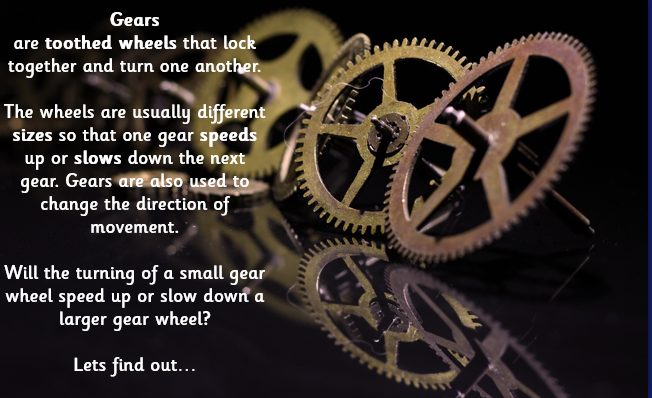 Gears
are toothed wheels that lock
together and turn one another.
The wheels are usually different
sizes so that one gear speeds
up or slows down the next
gear. Gears are also used to
change the direction of
movement.
Will the turning of a small gear
wheel speed up or slow down a
larger gear wheel?
Lets find out...